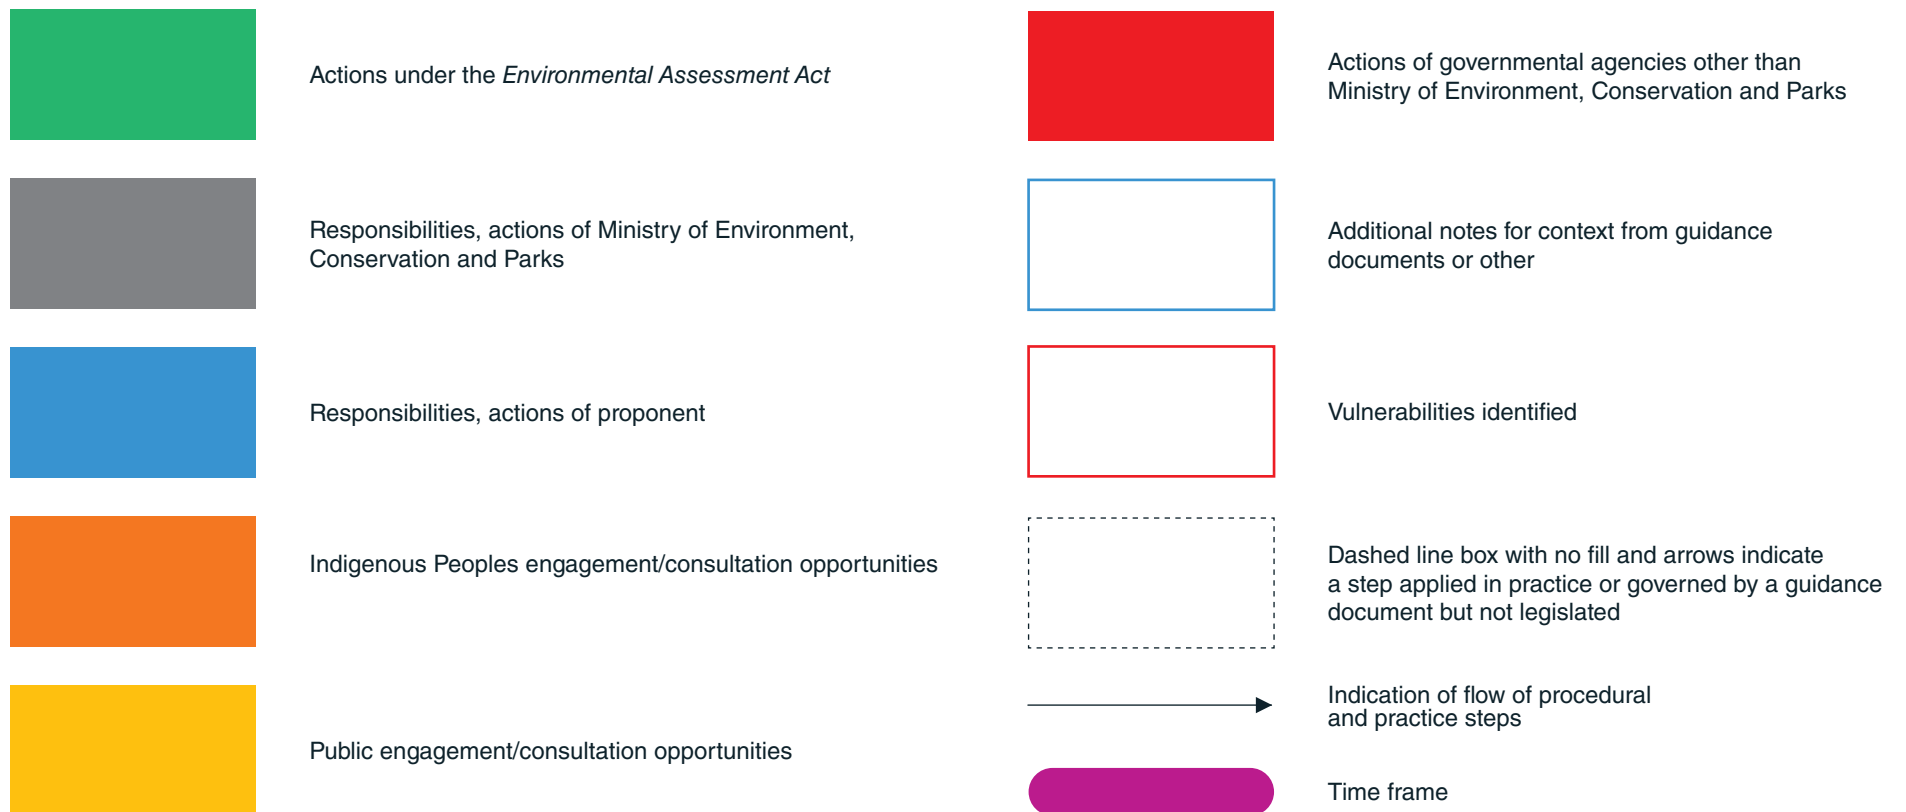 Actions under the Environmental Assessment Act
Responsibilities, actions of Ministry of Environment,
Conservation and Parks
Responsibilities, actions of proponent
Indigenous Peoples engagement/consultation opportunities
Public engagement/consultation opportunities
Actions of governmental agencies other than
Ministry of Environment, Conservation and Parks
Additional notes for context from guidance
documents or other
Vulnerabilities identified
Dashed line box with no fill and arrows indicate
a step applied in practice or governed by a guidance
document but not legislated
Indication of flow of procedural
and practice steps
Time frame